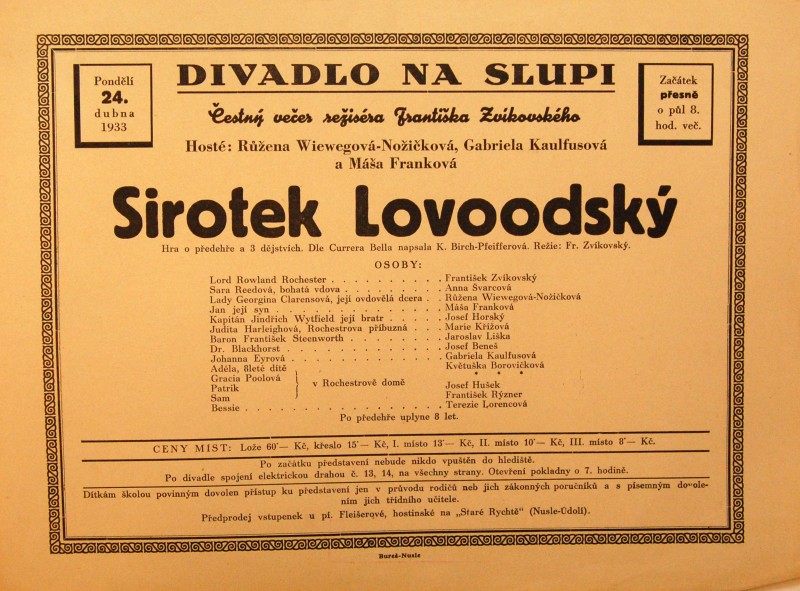 Pondělí
24.
dubna
1933
DIVADLO NA SLUPI
Začátek
přesně
o půl 8.
hod. več.
Čestný večer režiséra Františka Zvíkovského
Hosté: Růžena Wiewegová-Nožičková, Gabriela Kaulfusová
a Máša Franková
Sirotek Lovoodský
Hra o předehře a 3 dějstvích. Dle Currera Bella napsala K. Birch-Pfeifferová. Režie: Fr. Zvíkovský.
OSOBY:
Lord Rowland Rochester . . . . . . . . . . František Zvíkovský
Sara Reedová, bohatá vdova . . . . . . . . . Anna Švarcová
Lady Georgina Clarensová, její ovdovělá dcera . . Růžena Wiewegová-Nožičková
Jan její syn . . . . . . . . . . . . . . . Máša Franková
Kapitán Jindřich Wytfield její bratr . . . . . Josef Horský
Judita Harleighová, Rochestrova příbuzná . . . Marie Křížová
Baron František Steenworth . . . . . . . . Jaroslav Liška
Dr. Blackhorst . . . . . . . . . . . . . Josef Beneš
Johanna Eyrová . . . . . . . . . . . . . Gabriela Kaulfusová
Adéla, 8leté dítě Květuška Borovičková
Gracia Poolová * *
Patrik } v Rochestrově domě Josef Hušek
Sam František Rýzner
Bessie . . . . . . . . . . . . . . . . . Terezie Lorencová
Po předehře uplyne 8 let.
CENY MÍST: Lože 60·— Kč, křeslo 15·— Kč, I. místo 13·— Kč, II. místo 10·— Kč, III. místo 8·— Kč.
Po začátku představení nebude nikdo vpuštěn do hlediště.
Po divadle spojení elektrickou drahou č. 13, 14, na všechny strany. Otevření pokladny o 7. hodině.
Dítkám školou povinným dovolen přístup ku představení jen v průvodu rodičů neb jich zákonných poručníků a s písemným dovole-
ním jich třídního učitele.
Předprodej vstupenek u pí. Fleišerové, hostinské na „Staré Rychtě" (Nusle-Údolí).
Bareš-Nusle